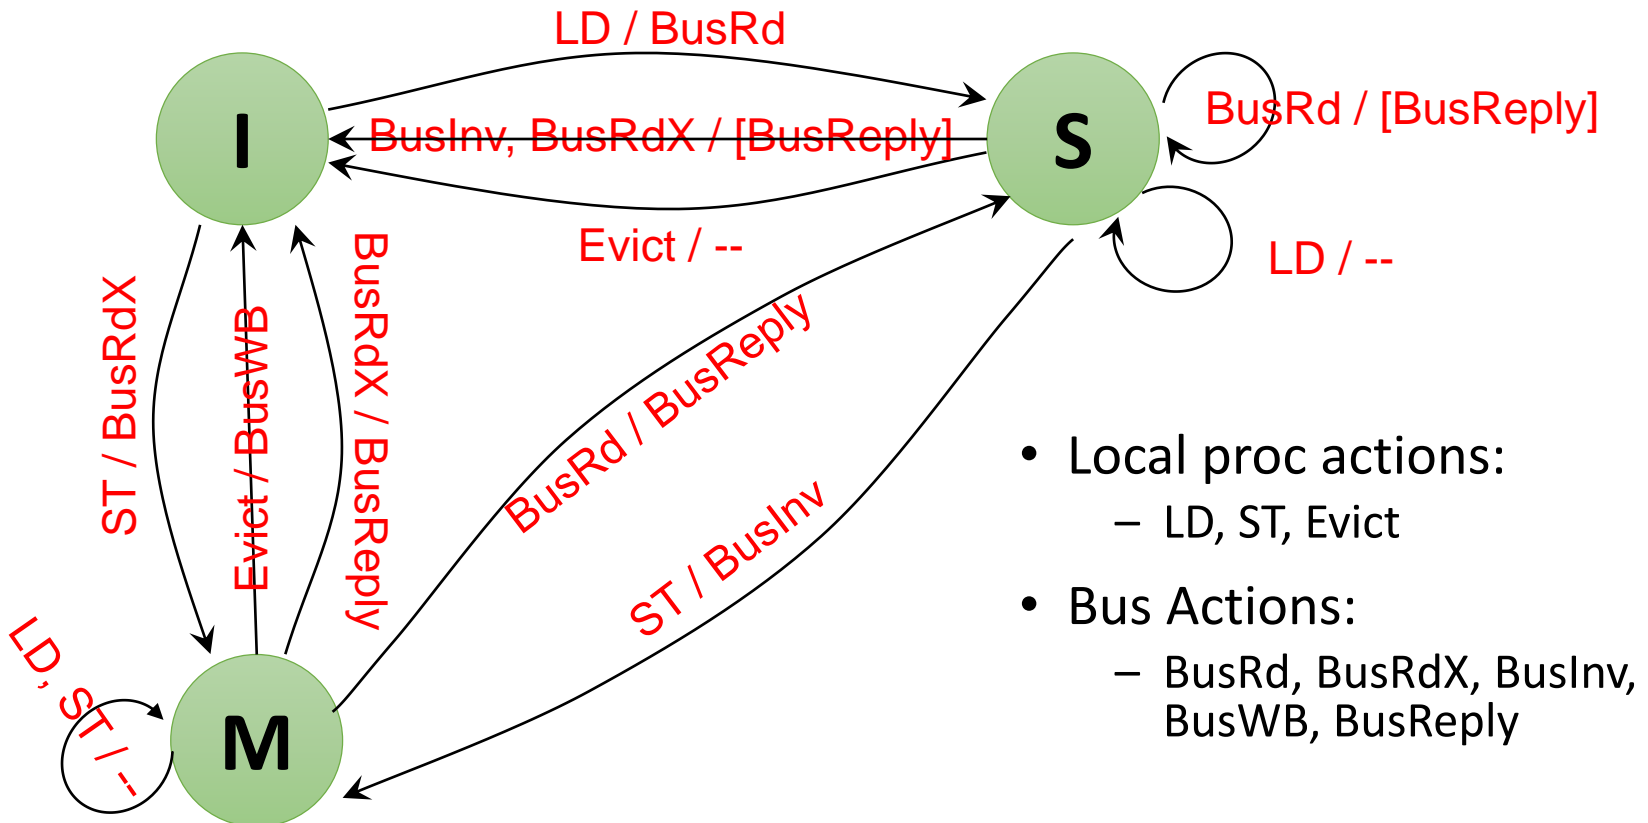 LD / BusRd
I
BusInv, BusRdX / [BusReply]
S
BusRd / [BusReply]
Evict / --
LD / --
ST / BusRdX
Evict / BusWB
BusRdX / BusReply
BusRd / BusReply
ST / BusInv
LD, ST / --
M
• Local proc actions:
– LD, ST, Evict
• Bus Actions:
– BusRd, BusRdX, BusInv,
BusWB, BusReply